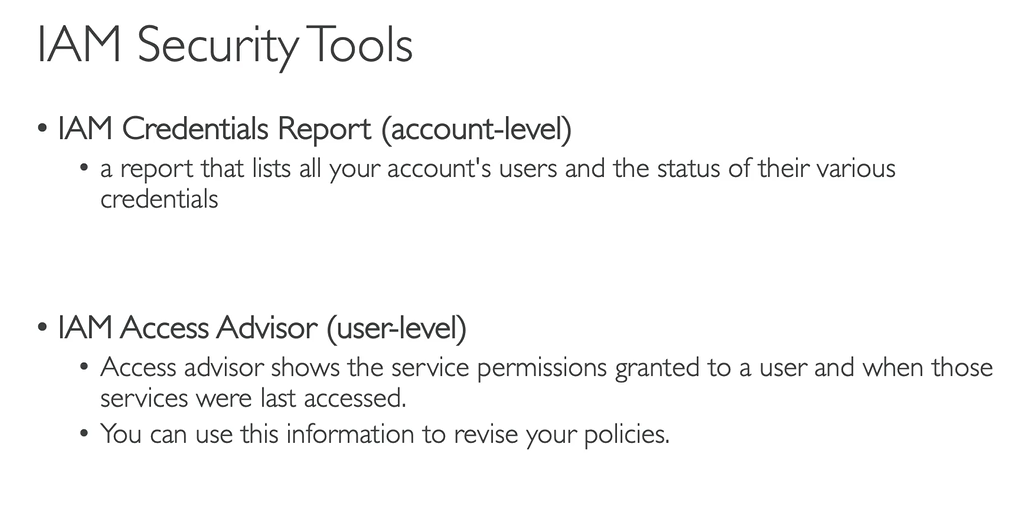 IAM Security Tools
• IAM Credentials Report (account-level)
• a report that lists all your account's users and the status of their various
credentials
• IAM Access Advisor (user-level)
• Access advisor shows the service permissions granted to a user and when those
services were last accessed.
• You can use this information to revise your policies.